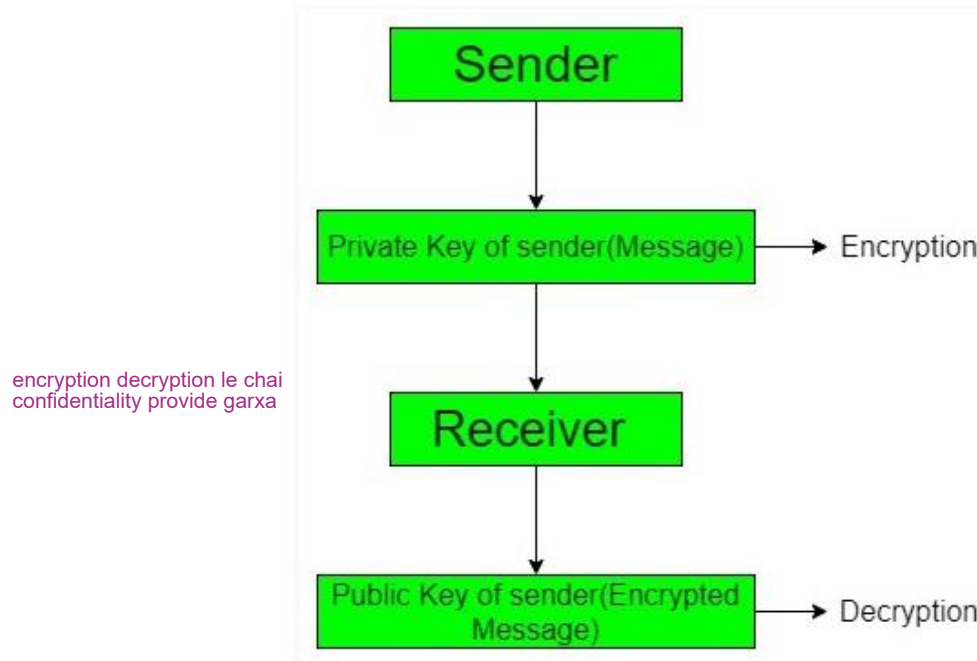 Sender
Private Key of sender(Message)
Encryption
encryption decryption le chai
confidentiality provide garxa
Receiver
Public Key of sender(Encrypted
Message)
Decryption